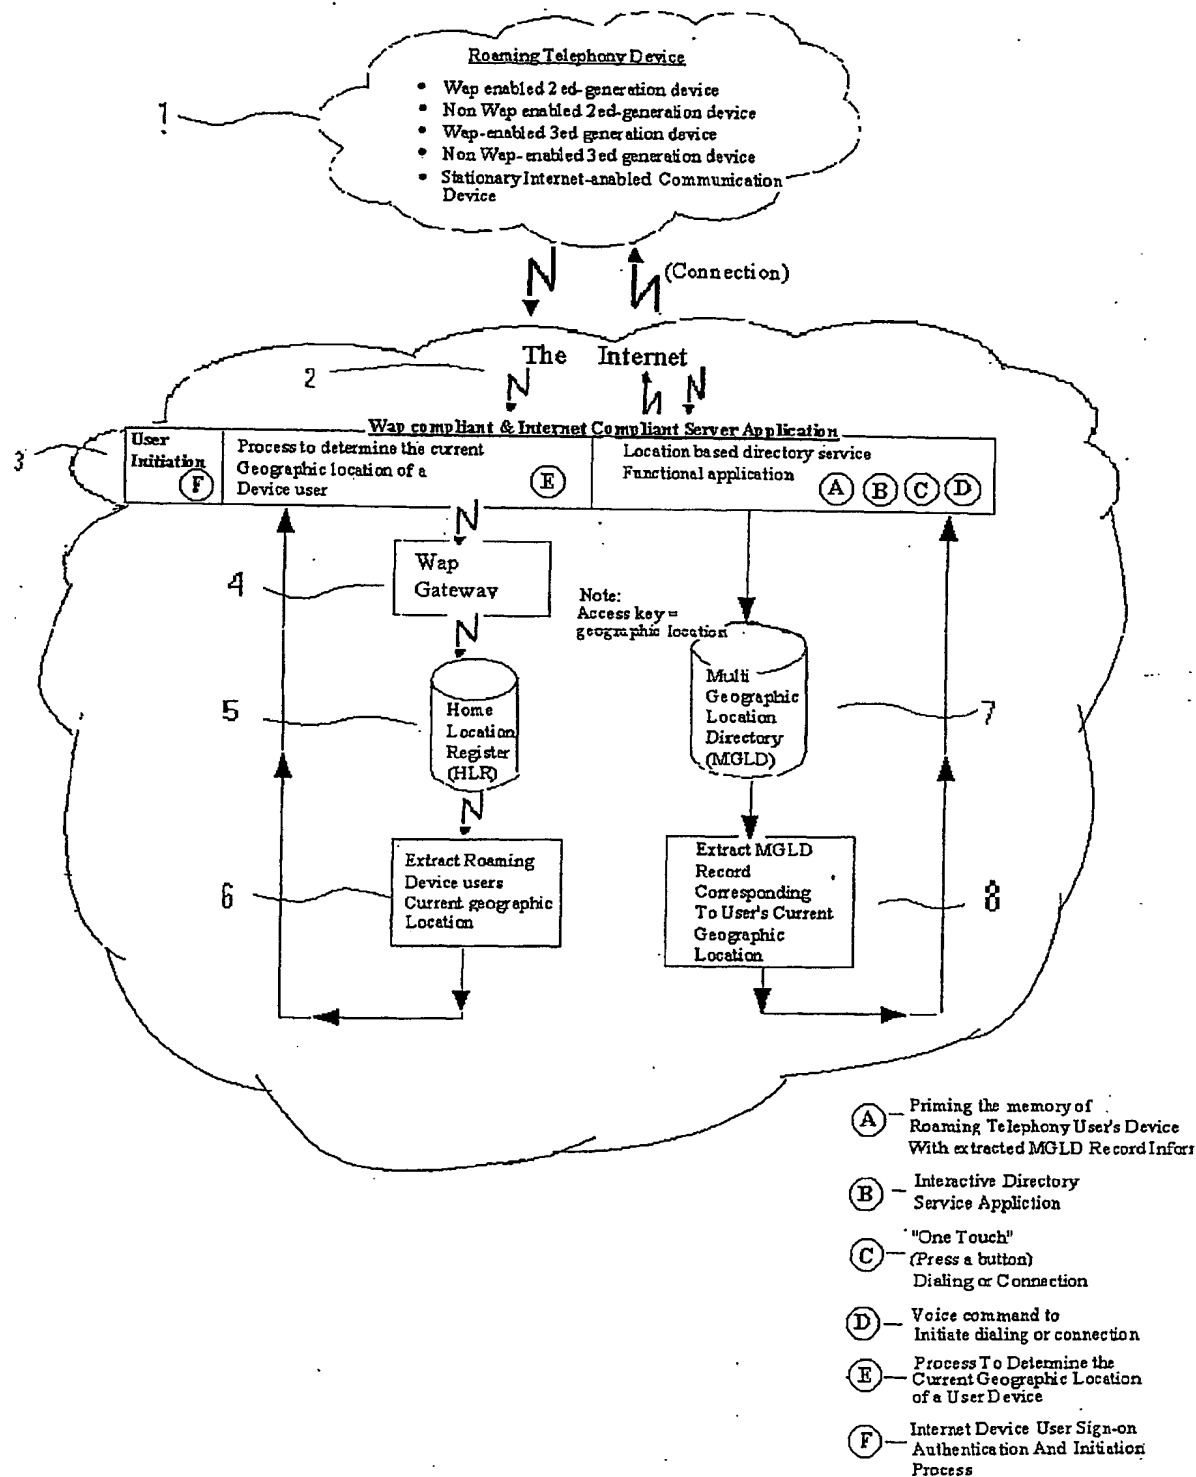 Roaming Telephony Device
• Wap enabled 2 ed-generation device
• Non Wap enabled 2ed-generation device
• Wap-enabled 3ed generation device
• Non Wap-enabled 3ed generation device
• Stationary Internet-anabled Communication
Device
1
(Connection)
The Internet
2
Wap compliant & Internet Compliant Server Application
3
User
Initiation
F
Process to determine the current
Geographic location of a
Device user
E
Location based directory service
Functional application
A B C D
Wap
Gateway
4
Note:
Access key=
geographic location
Home
Location
Register
(HLR)
5
Multi
Geographic
Location
Directory
(MGLD)
7
Extract Roaming
Device users
Current geographic
Location
6
Extract MGLD
Record
Corresponding
To User's Current
Geographic
Location
8
A
Priming the memory of
Roaming Telephony User's Device
With extracted MGLD Record Infor
B
Interactive Directory
Service Appliction
C
"One Touch"
(Press a button)
Dialing or Connection
D
Voice command to
Initiate dialing or connection
E
Process To Determine the
Current Geographic Location
of a User Device
F
Internet Device User Sign-on
Authentication And Initiation
Process